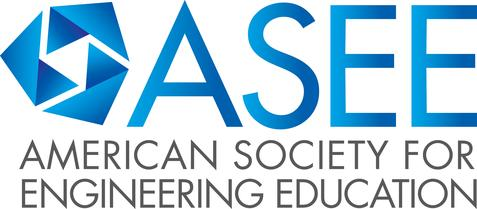 ASEE
AMERICAN SOCIETY FOR
ENGINEERING EDUCATION